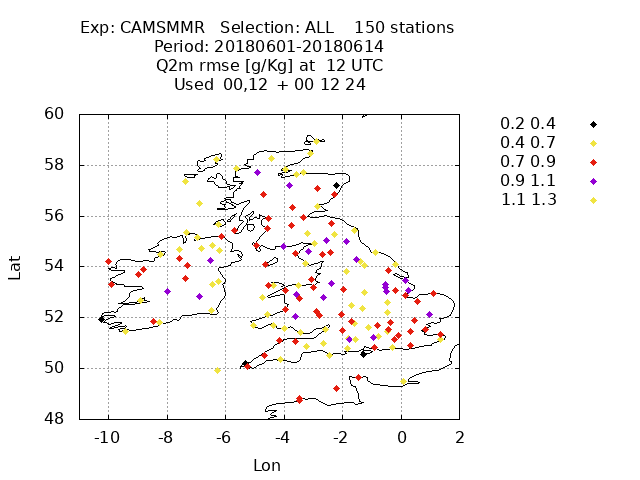 Exp: CAMSMMR Selection: ALL 150 stations
Period: 20180601-20180614
Q2m rmse [g/Kg] at 12 UTC
Used 00,12 + 00 12 24
60
58
56
54
52
50
48
Lat
-10 -8 -6 -4 -2 0 2
Lon
0.2 0.4
0.4 0.7
0.7 0.9
0.9 1.1
1.1 1.3